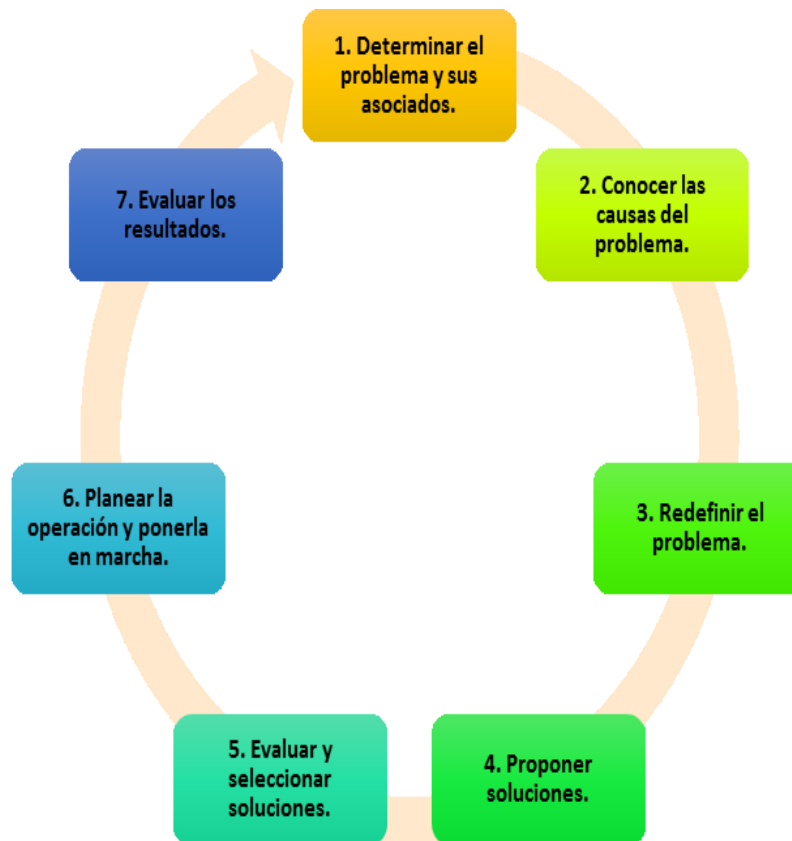 1. Determinar el
problema y sus
asociados.
2. Conocer las
causas del
problema.
3. Redefinir el
problema.
4. Proponer
soluciones.
5. Evaluar y
seleccionar
soluciones.
6. Planear la
operación y ponerla
en marcha.
7. Evaluar los
resultados.